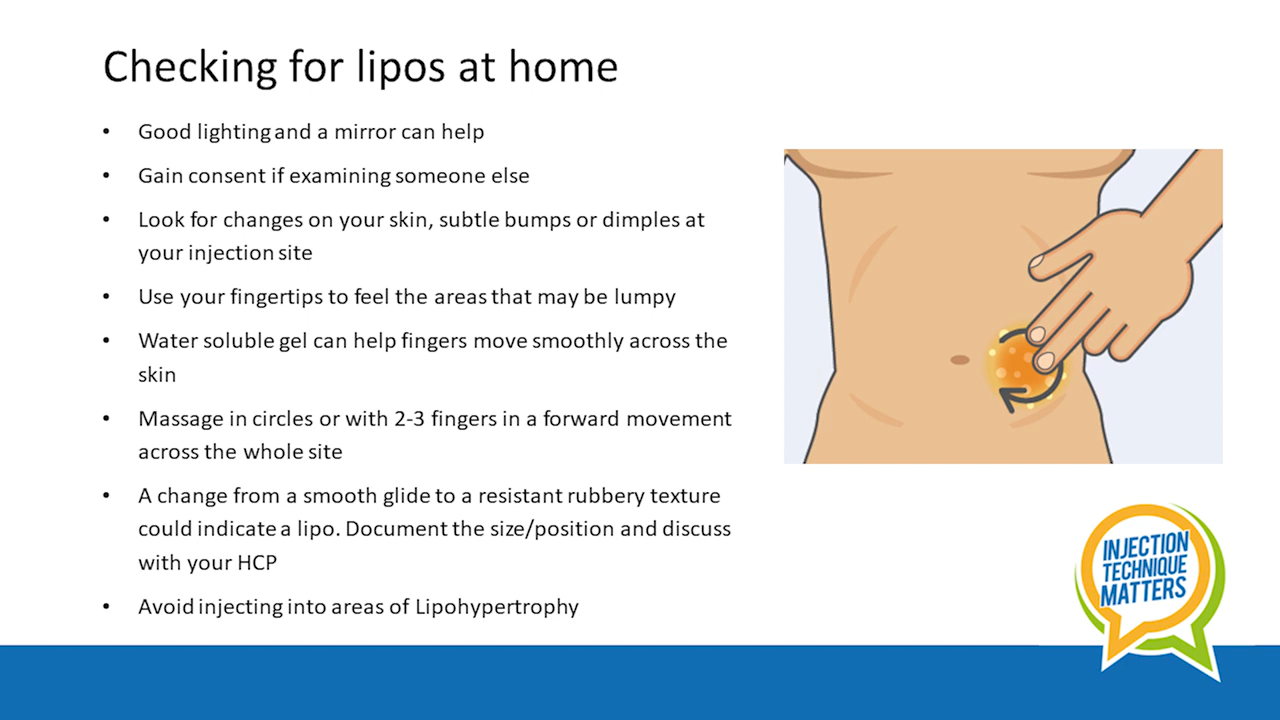 Checking for lipos at home
• Good lighting and a mirror can help
• Gain consent if examining someone else
• Look for changes on your skin, subtle bumps or dimples at
your injection site
• Use your fingertips to feel the areas that may be lumpy
• Water soluble gel can help fingers move smoothly across the
skin
• Massage in circles or with 2-3 fingers in a forward movement
across the whole site
• A change from a smooth glide to a resistant rubbery texture
could indicate a lipo. Document the size/position and discuss
with your HCP
• Avoid injecting into areas of Lipohypertrophy
INJECTION
TECHNIQUE
MATTERS